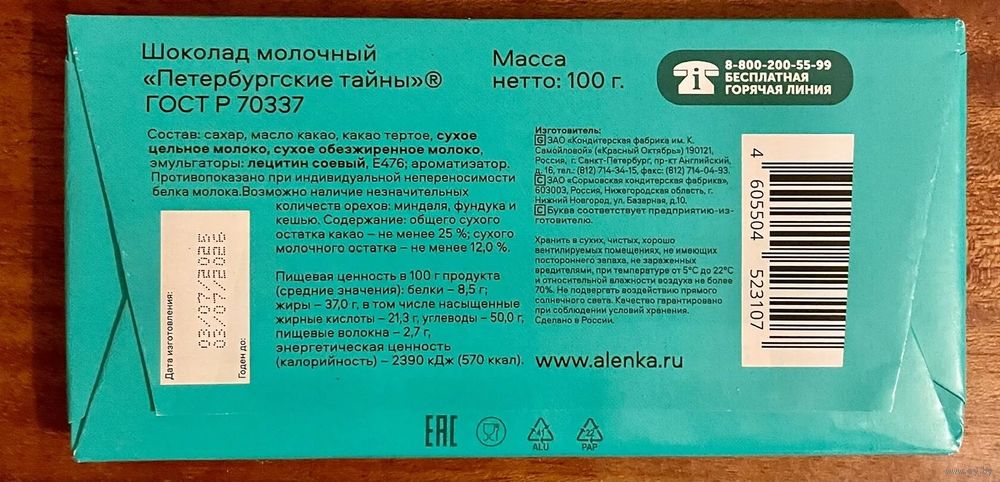 Шоколад молочный
«Петербургские тайны»®
ГОСТ Р 70337
Масса
нетто: 100 г.
8-800-200-55-99
БЕСПЛАТНАЯ
ГОРЯЧАЯ ЛИНИЯ
Состав: сахар, масло какао, какао тертое, сухое
цельное молоко, сухое обезжиренное молоко,
эмульгаторы: лецитин соевый, Е476; ароматизатор.
Противопоказано при индивидуальной непереносимости
белка молока.Возможно наличие незначительных
количеств орехов: миндаля, фундука и
кешью. Содержание: общего сухого
остатка какао – не менее 25 %; сухого
молочного остатка – не менее 12,0 %.
Пищевая ценность в 100 г продукта
(средние значения): белки – 8,5 г;
жиры – 37,0 г, в том числе насыщенные
жирные кислоты – 21,3 г, углеводы – 50,0 г,
пищевые волокна – 2,7 г,
энергетическая ценность
(калорийность) – 2390 кДж (570 ккал).
Дата изготовления:
03/07/2025
03/07/2026
Годен до:
Изготовитель:
G ЗАО «Кондитерская фабрика им. К.
Самойловой» («Красный Октябрь») 190121,
Россия, г. Санкт-Петербург, пр-кт Английский,
д. 16, тел.: (812) 714-34-15, факс: (812) 714-04-93.
C ЗАО «Сормовская кондитерская фабрика»,
603003, Россия, Нижегородская область, г.
Нижний Новгород, ул. Базарная, д.10.
C Буква соответствует предприятию-из-
готовителю.
Хранить в сухих, чистых, хорошо
вентилируемых помещениях, не имеющих
постороннего запаха, не зараженных
вредителями, при температуре от 5°С до 22°С
и относительной влажности воздуха не более
70%. Не подвергать воздействию прямого
солнечного света. Качество гарантировано
при соблюдении условий хранения.
Сделано в России.
www.alenka.ru
4 605504 523107
EAC
41
ALU
22
PAP